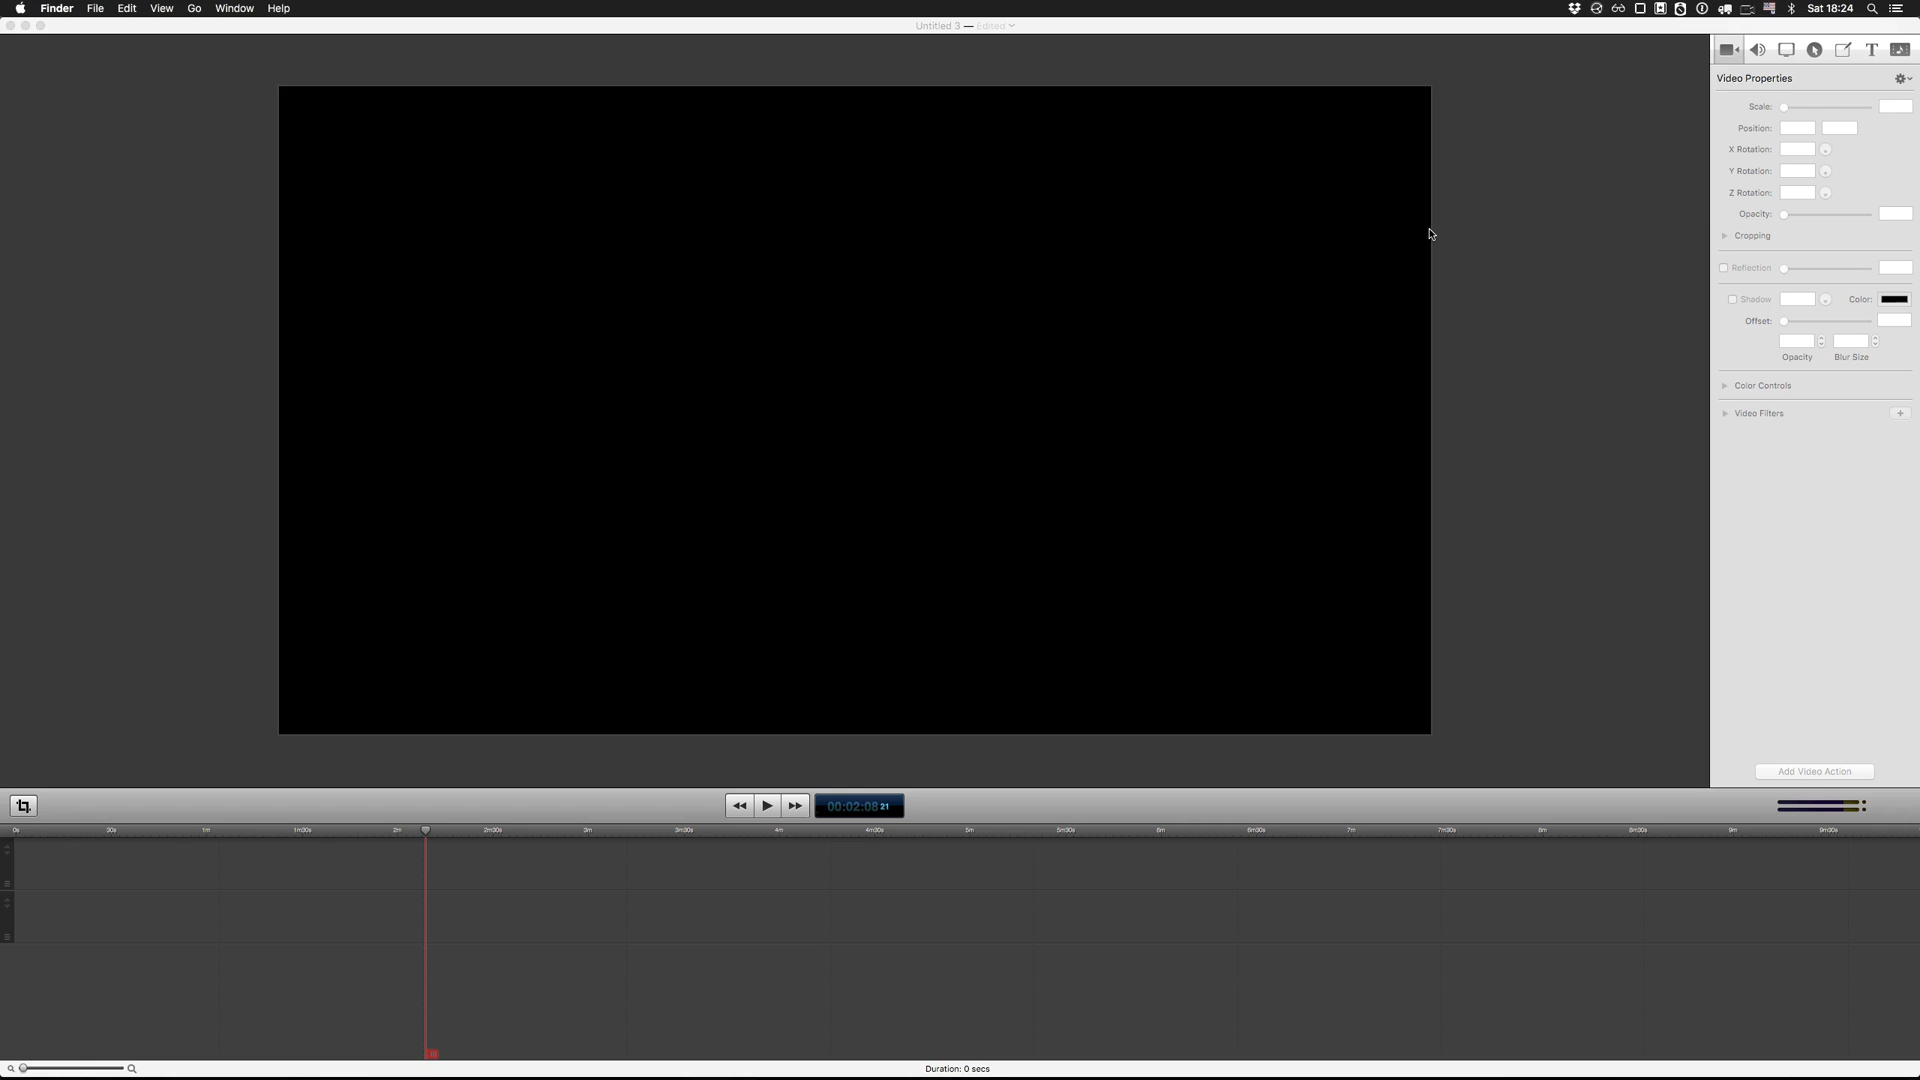 Finder File Edit View Go Window Help Sat 18:24
Untitled 3 — Edited
Video Properties
Scale:
Position:
X Rotation:
Y Rotation:
Z Rotation:
Opacity:
Cropping
Reflection
Shadow Color:
Offset:
Opacity Blur Size
Color Controls
Video Filters +
Add Video Action
00:02:08 21
0s 30s 1m 1m30s 2m 2m30s 3m 3m30s 4m 4m30s 5m 5m30s 6m 6m30s 7m 7m30s 8m 8m30s 9m 9m30s
Duration: 0 secs